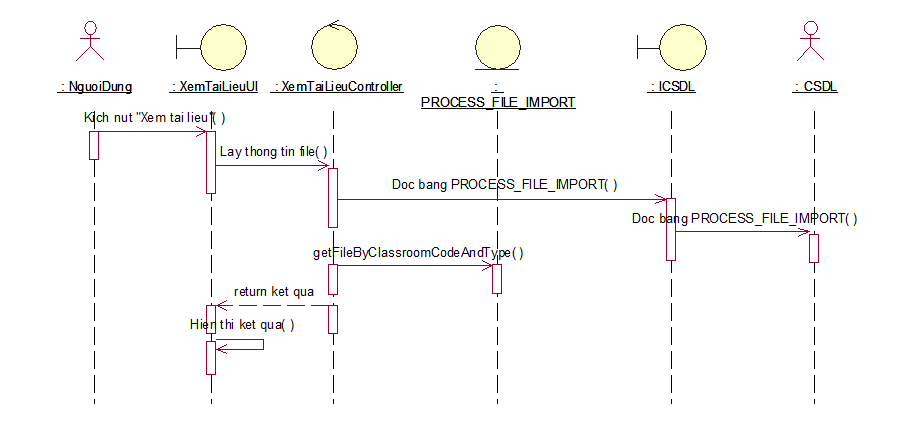 : NguoiDung
: XemTaiLieuUI
: XemTaiLieuController
:
PROCESS_FILE_IMPORT
: ICSDL
: CSDL
Kich nut "Xem tai lieu"( )
Lay thong tin file( )
Doc bang PROCESS_FILE_IMPORT( )
Doc bang PROCESS_FILE_IMPORT( )
getFileByClassroomCodeAndType( )
return ket qua
Hien thi ket qua( )